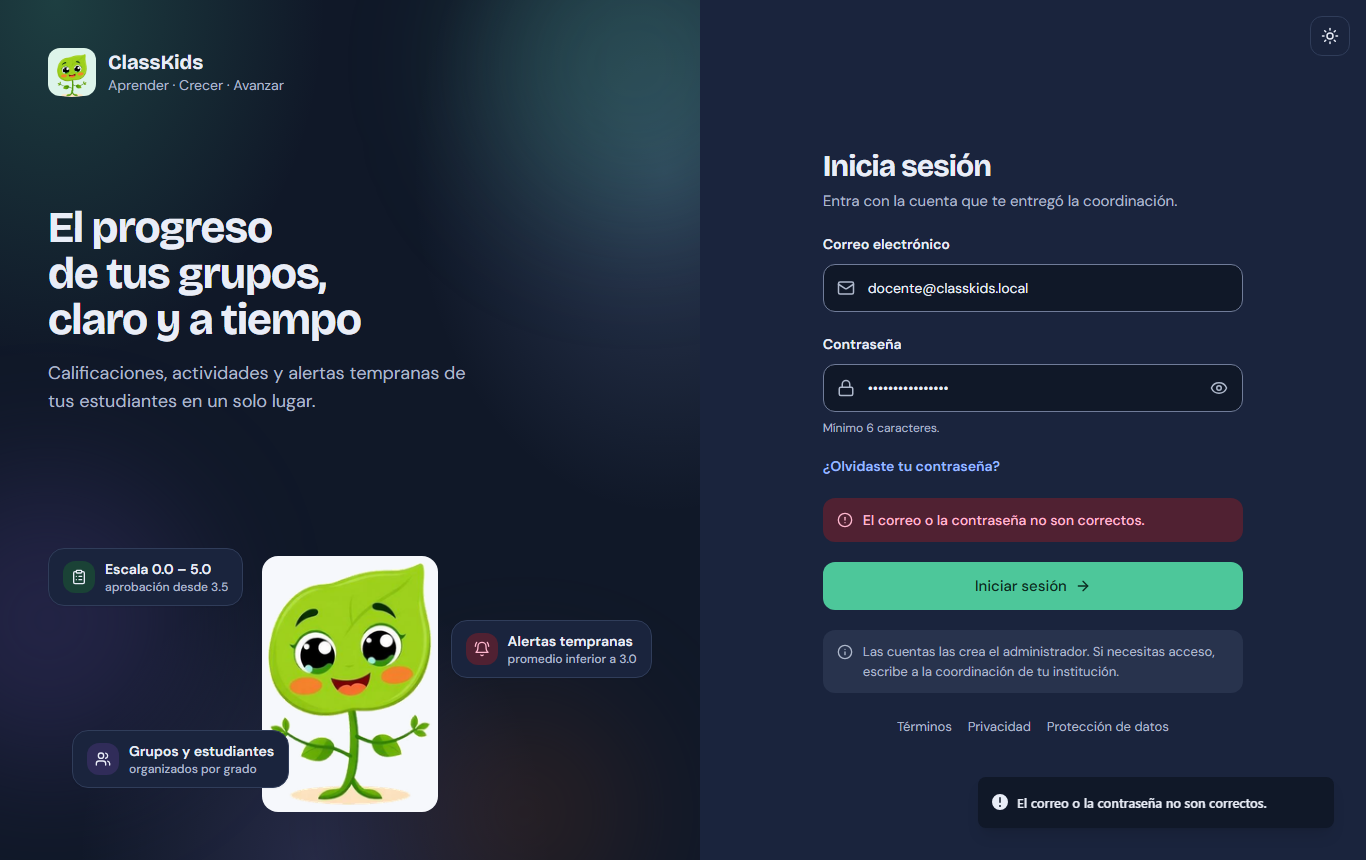 ClassKids
Aprender · Crecer · Avanzar
El progreso
de tus grupos,
claro y a tiempo
Calificaciones, actividades y alertas tempranas de
tus estudiantes en un solo lugar.
Escala 0.0 – 5.0
aprobación desde 3.5
Alertas tempranas
promedio inferior a 3.0
Grupos y estudiantes
organizados por grado
Inicia sesión
Entra con la cuenta que te entregó la coordinación.
Correo electrónico
docente@classkids.local
Contraseña
••••••••••••••••
Mínimo 6 caracteres.
¿Olvidaste tu contraseña?
El correo o la contraseña no son correctos.
Iniciar sesión →
Las cuentas las crea el administrador. Si necesitas acceso,
escribe a la coordinación de tu institución.
Términos Privacidad Protección de datos
El correo o la contraseña no son correctos.